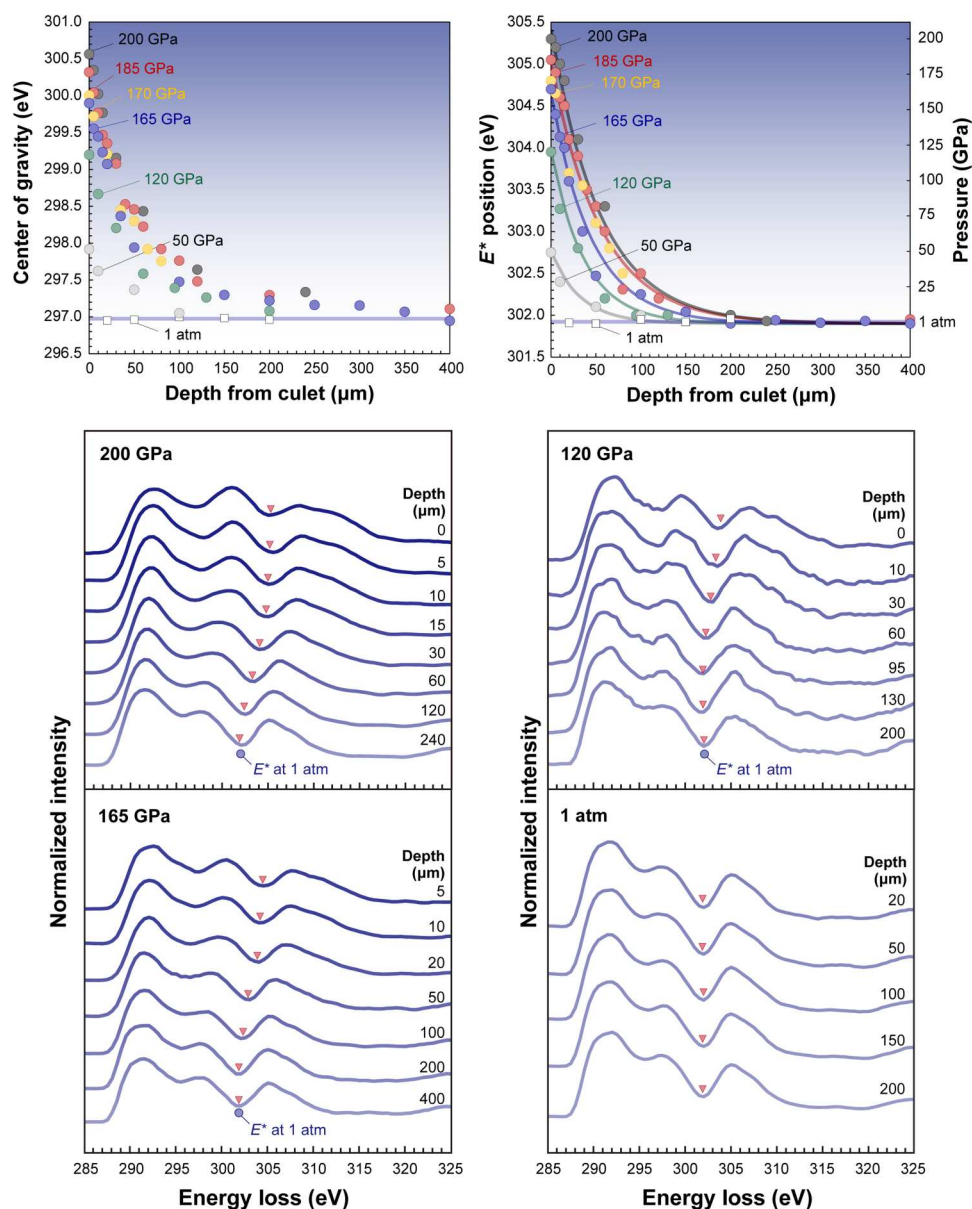 301.0
300.5
300.0
299.5
299.0
298.5
298.0
297.5
297.0
296.5
Center of gravity (eV)
200 GPa
185 GPa
170 GPa
165 GPa
120 GPa
50 GPa
1 atm
0 50 100 150 200 250 300 350 400
Depth from culet (µm)
305.5
305.0
304.5
304.0
303.5
303.0
302.5
302.0
301.5
E* position (eV)
200 GPa
185 GPa
170 GPa
165 GPa
120 GPa
50 GPa
1 atm
200
175
150
125
100
75
50
25
1 atm
Pressure (GPa)
0 50 100 150 200 250 300 350 400
Depth from culet (µm)
Normalized intensity
200 GPa
Depth
(µm)
0
5
10
15
30
60
120
240
E* at 1 atm
165 GPa
Depth
(µm)
5
10
20
50
100
200
400
E* at 1 atm
285 290 295 300 305 310 315 320 325
Energy loss (eV)
Normalized intensity
120 GPa
Depth
(µm)
0
10
30
60
95
130
200
E* at 1 atm
1 atm
Depth
(µm)
20
50
100
150
200
285 290 295 300 305 310 315 320 325
Energy loss (eV)